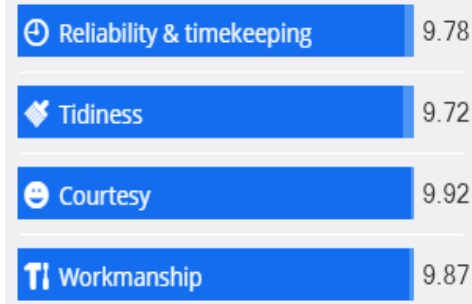 Reliability & timekeeping 9.78
Tidiness 9.72
Courtesy 9.92
Workmanship 9.87